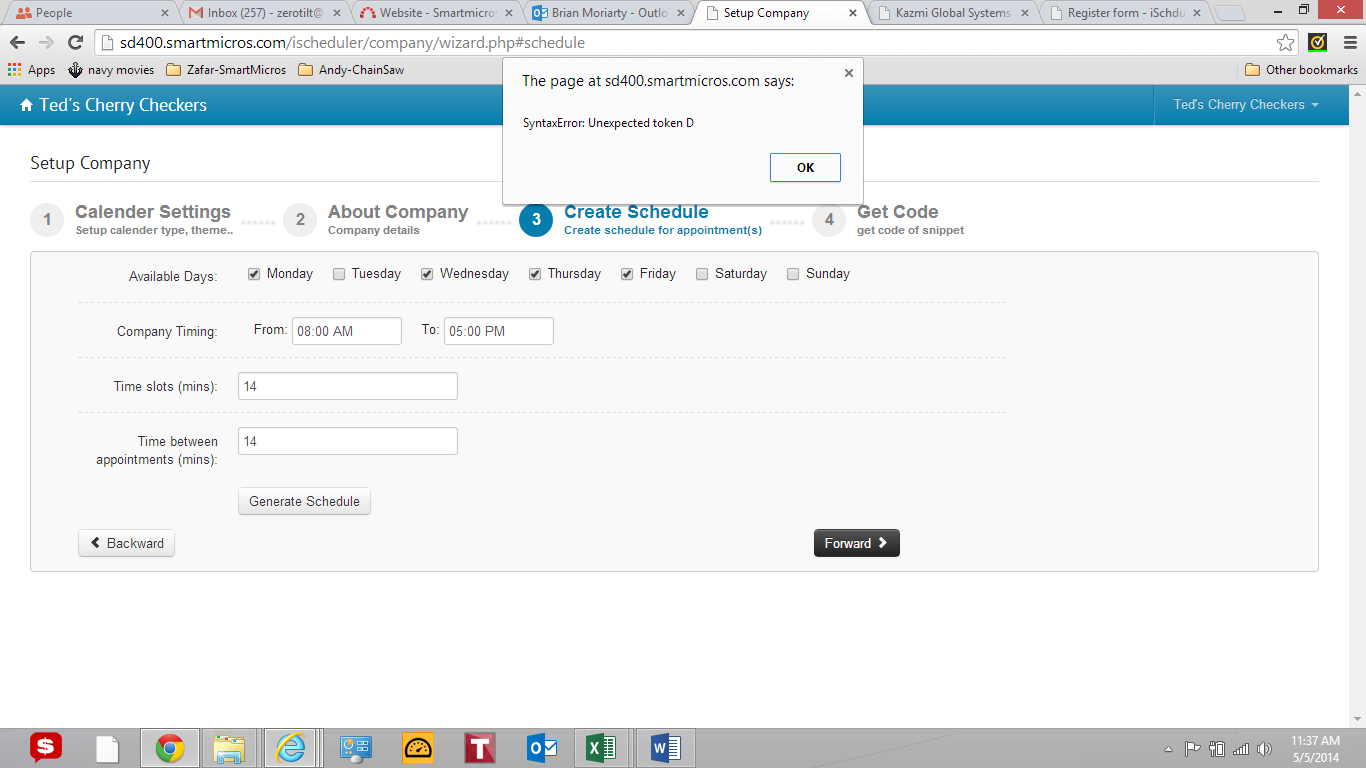 People
Inbox (257) - zerotilt@
Website - Smartmicros
Brian Moriarty - Outlo
Setup Company
Kazmi Global Systems
Register form - iSchdu
sd400.smartmicros.com/ischeduler/company/wizard.php#schedule
Apps
navy movies
Zafar-SmartMicros
Andy-ChainSaw
Other bookmarks
The page at sd400.smartmicros.com says:
SyntaxError: Unexpected token D
OK
Ted's Cherry Checkers
Ted's Cherry Checkers
Setup Company
1 Calender Settings
Setup calender type, theme..
2 About Company
Company details
3 Create Schedule
Create schedule for appointment(s)
4 Get Code
get code of snippet
Available Days: Monday Tuesday Wednesday Thursday Friday Saturday Sunday
Company Timing: From: 08:00 AM To: 05:00 PM
Time slots (mins): 14
Time between
appointments (mins): 14
Generate Schedule
Backward
Forward
11:37 AM
5/5/2014